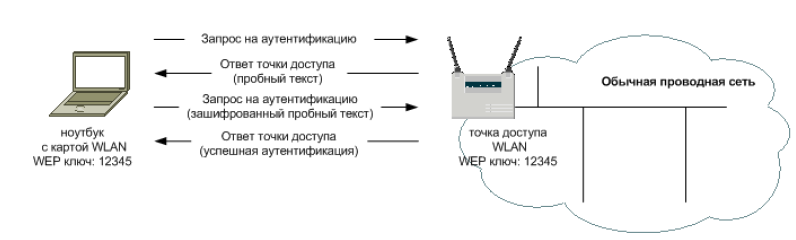 Запрос на аутентификацию
Ответ точки доступа
(пробный текст)
Запрос на аутентификацию
(зашифрованный пробный текст)
Ответ точки доступа
(успешная аутентификация)
ноутбук
с картой WLAN
WEP ключ: 12345
точка доступа
WLAN
WEP ключ: 12345
Обычная проводная сеть